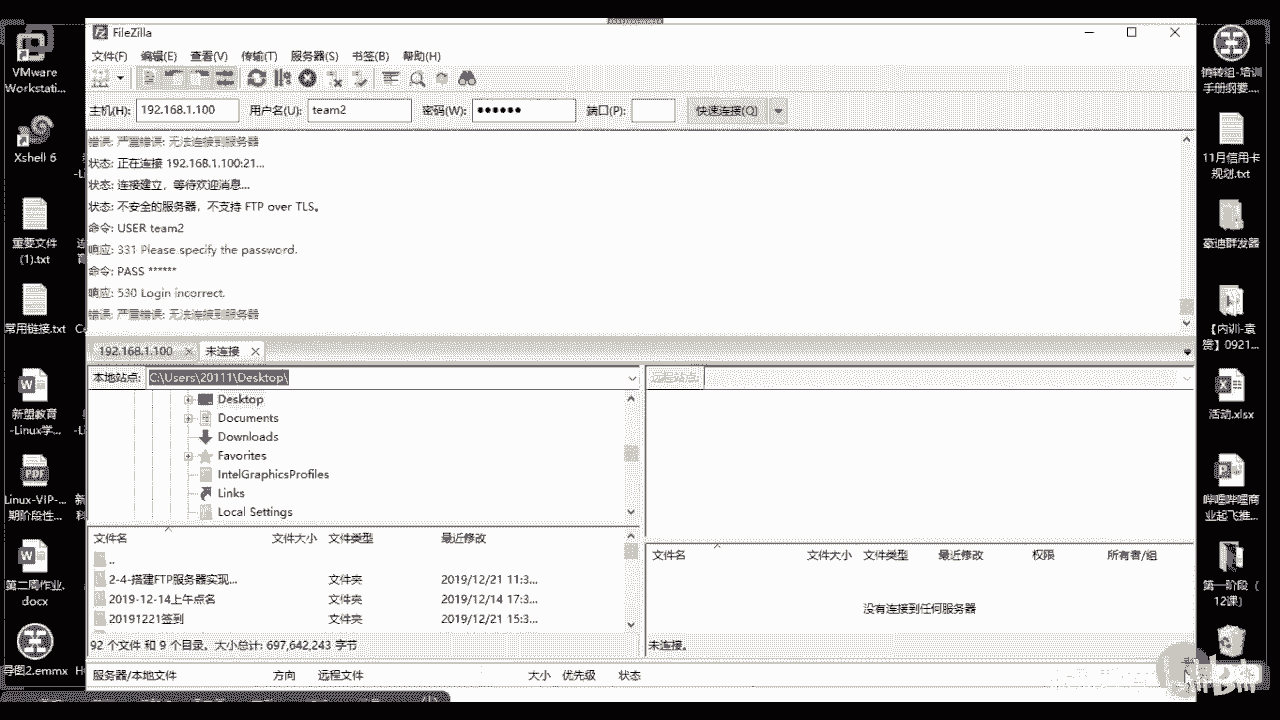 FileZilla
文件(F) 编辑(E) 查看(V) 传输(T) 服务器(S) 书签(B) 帮助(H)
主机(H): 192.168.1.100 用户名(U): team2 密码(W): ●●●●●● 端口(P): 快速连接(Q)
错误: 严重错误: 无法连接到服务器
状态: 正在连接 192.168.1.100:21...
状态: 连接建立，等待欢迎消息...
状态: 不安全的服务器，不支持 FTP over TLS。
命令: USER team2
响应: 331 Please specify the password.
命令: PASS ******
响应: 530 Login incorrect.
错误: 严重错误: 无法连接到服务器
192.168.1.100 未连接
本地站点: C:\Users\20111\Desktop\
远程站点:
Desktop
Documents
Downloads
Favorites
IntelGraphicsProfiles
Links
Local Settings
文件名 文件大小 文件类型 最近修改
..
2-4-搭建FTP服务器实现... 文件夹 2019/12/21 11:3...
2019-12-14上午点名 文件夹 2019/12/14 17:3...
20191221签到 文件夹 2019/12/21 15:3...
92 个文件 和 9 个目录。大小总计: 697,642,243 字节
文件名 文件大小 文件类型 最近修改 权限 所有者/组
没有连接到任何服务器
未连接。
服务器/本地文件 方向 远程文件 大小 优先级 状态
VMware
Workstati...
Xshell 6
重要文件
(1).txt
常用链接.txt
新盟教育
-Linux学...
Linux-VIP-...
期阶段性...
第二周作业.
docx
导图2.emmx
销转组-培训
手册纲要....
11月信用卡
规划.txt
豪迪群发器
【内训-袁
】0921...
活动.xlsx
哔哩哔哩商
业起飞推...
第一阶段（
12课）